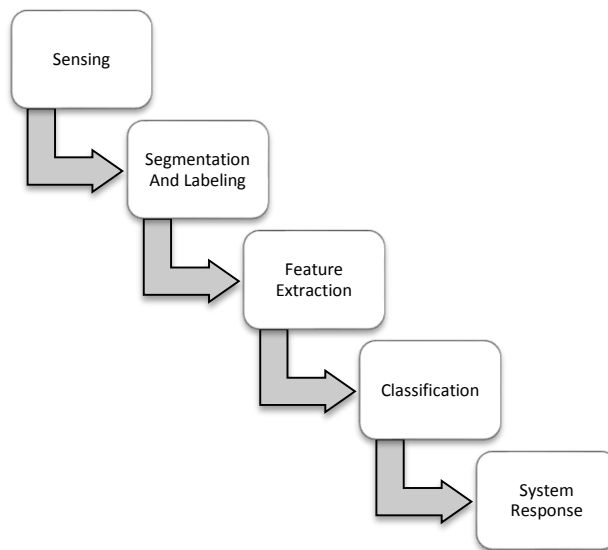 Sensing
Segmentation
And Labeling
Feature
Extraction
Classification
System
Response